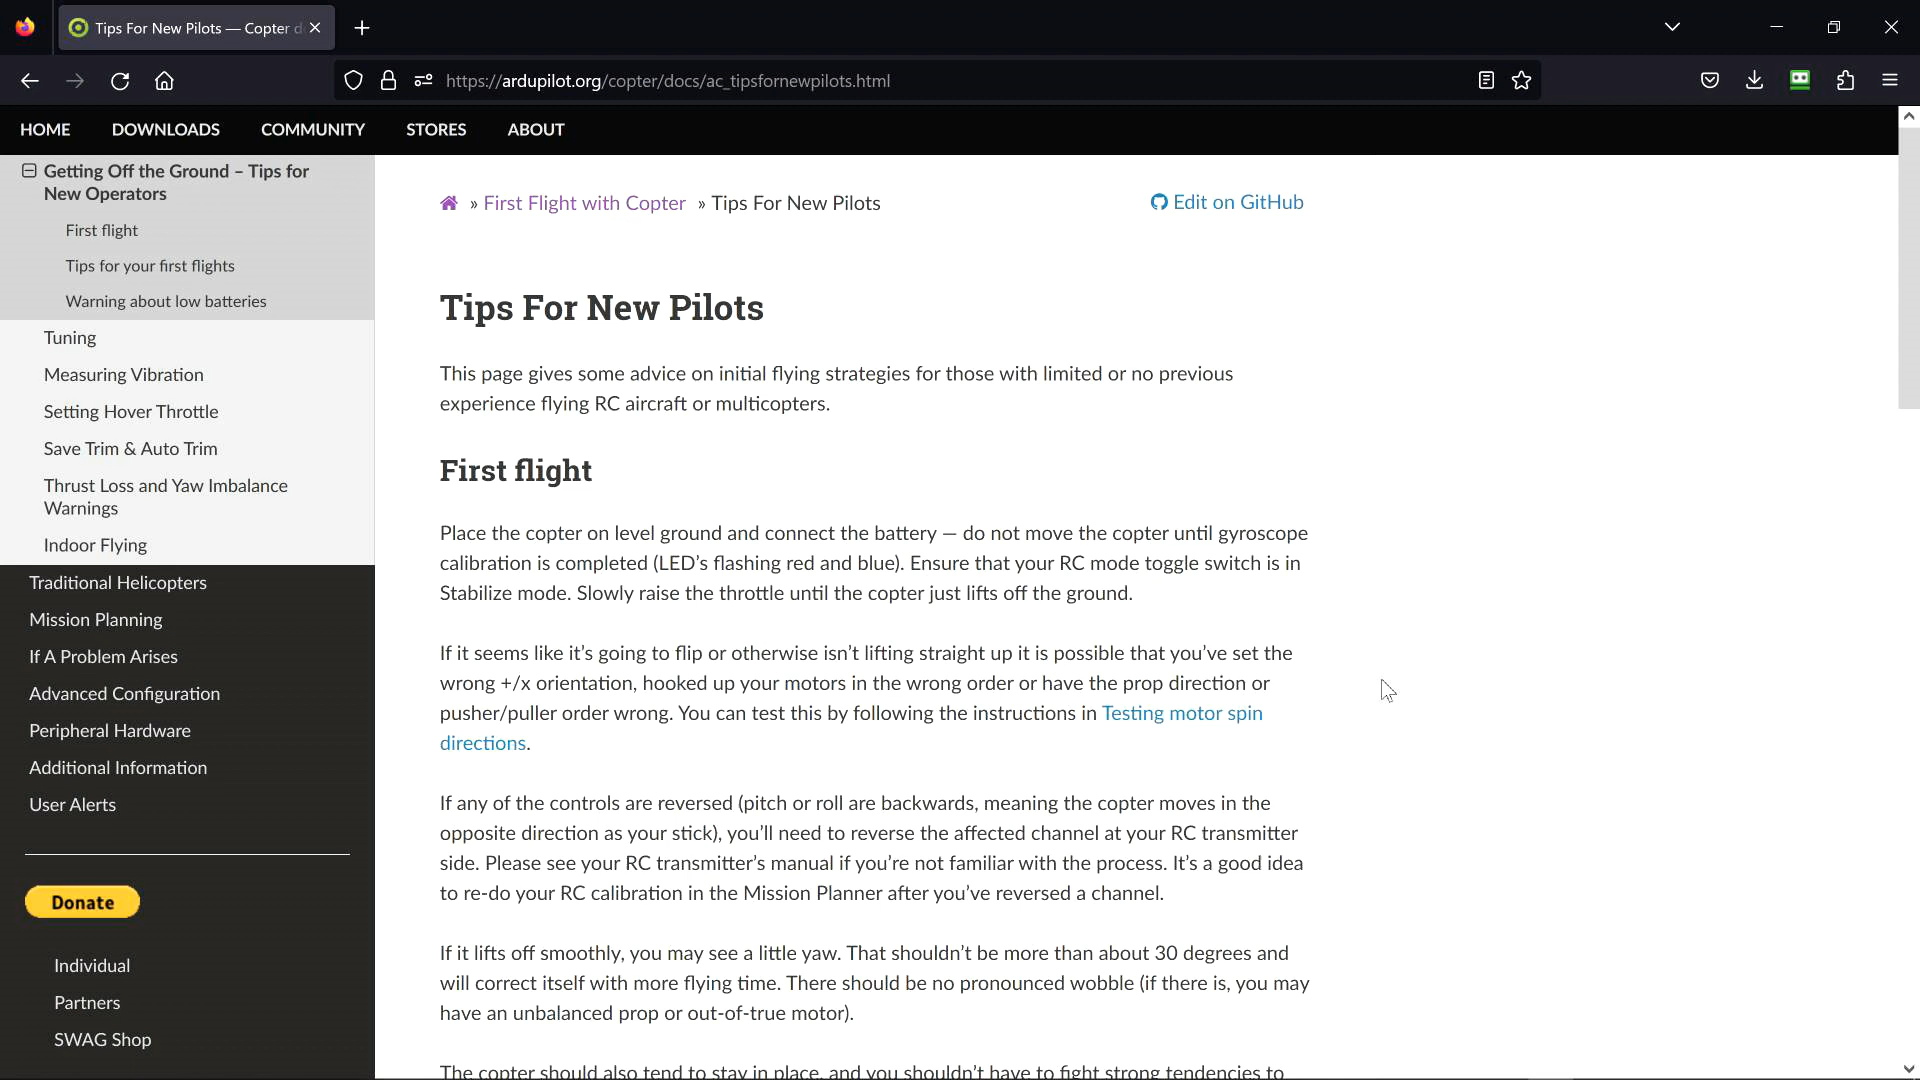 Tips For New Pilots — Copter d
https://ardupilot.org/copter/docs/ac_tipsfornewpilots.html
HOME DOWNLOADS COMMUNITY STORES ABOUT
Getting Off the Ground – Tips for
New Operators
First flight
Tips for your first flights
Warning about low batteries
Tuning
Measuring Vibration
Setting Hover Throttle
Save Trim & Auto Trim
Thrust Loss and Yaw Imbalance
Warnings
Indoor Flying
Traditional Helicopters
Mission Planning
If A Problem Arises
Advanced Configuration
Peripheral Hardware
Additional Information
User Alerts
Donate
Individual
Partners
SWAG Shop
» First Flight with Copter » Tips For New Pilots
Edit on GitHub
Tips For New Pilots
This page gives some advice on initial flying strategies for those with limited or no previous
experience flying RC aircraft or multicopters.
First flight
Place the copter on level ground and connect the battery — do not move the copter until gyroscope
calibration is completed (LED’s flashing red and blue). Ensure that your RC mode toggle switch is in
Stabilize mode. Slowly raise the throttle until the copter just lifts off the ground.
If it seems like it’s going to flip or otherwise isn’t lifting straight up it is possible that you’ve set the
wrong +/x orientation, hooked up your motors in the wrong order or have the prop direction or
pusher/puller order wrong. You can test this by following the instructions in Testing motor spin
directions.
If any of the controls are reversed (pitch or roll are backwards, meaning the copter moves in the
opposite direction as your stick), you’ll need to reverse the affected channel at your RC transmitter
side. Please see your RC transmitter’s manual if you’re not familiar with the process. It’s a good idea
to re-do your RC calibration in the Mission Planner after you’ve reversed a channel.
If it lifts off smoothly, you may see a little yaw. That shouldn’t be more than about 30 degrees and
will correct itself with more flying time. There should be no pronounced wobble (if there is, you may
have an unbalanced prop or out-of-true motor).
The copter should also tend to stay in place, and you shouldn’t have to fight strong tendencies to